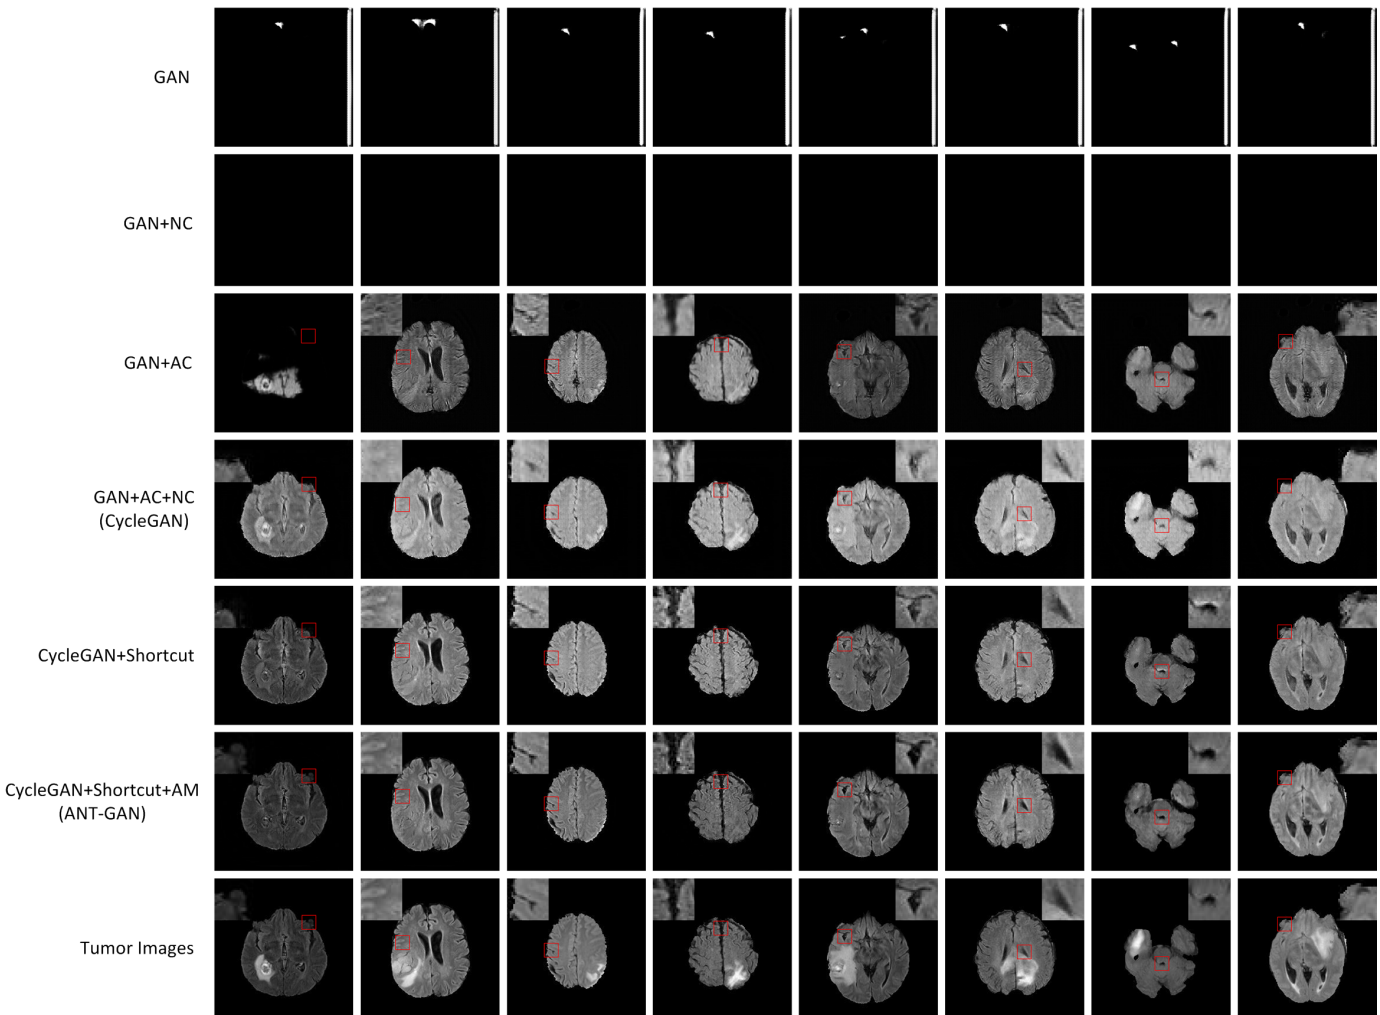 GAN
GAN+NC
GAN+AC
GAN+AC+NC
(CycleGAN)
CycleGAN+Shortcut
CycleGAN+Shortcut+AM
(ANT-GAN)
Tumor Images